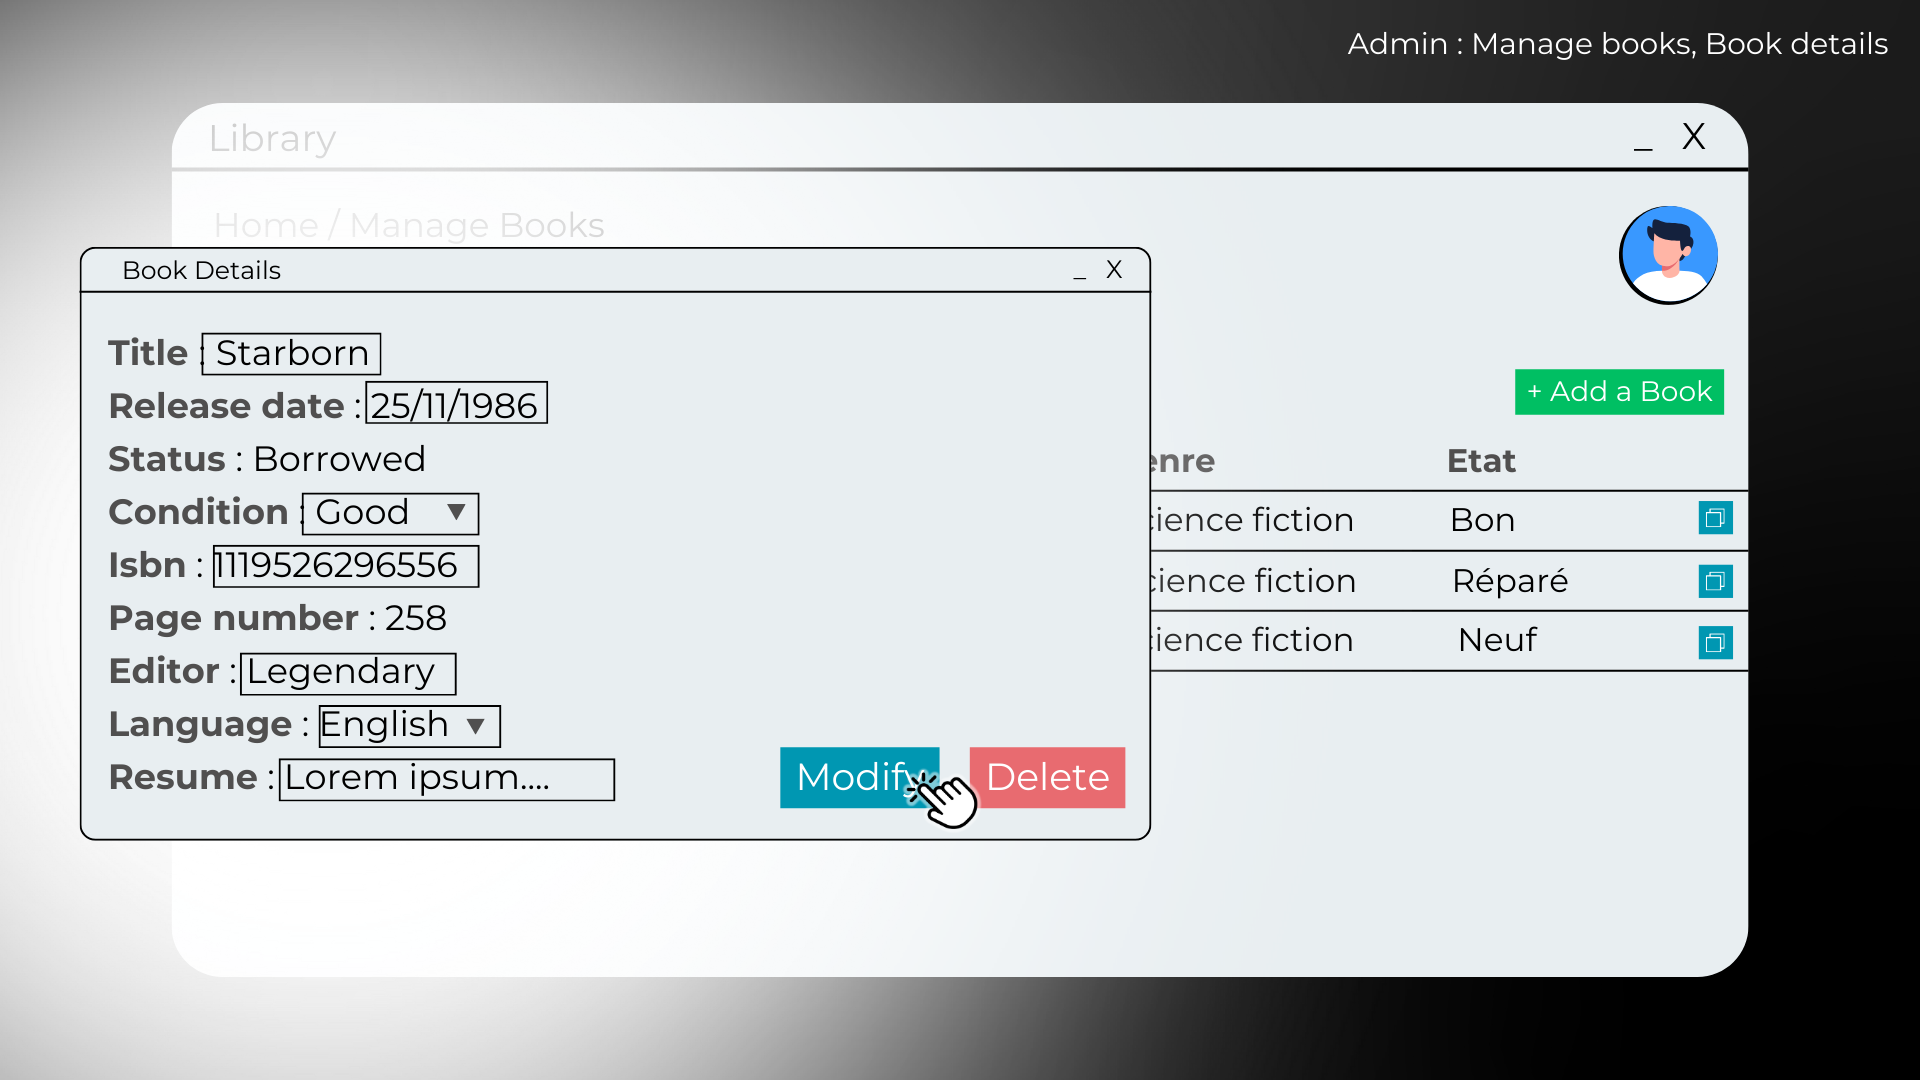 Admin : Manage books, Book details
Library
_ X
Home / Manage Books
Book Details
_ X
Title : Starborn
Release date : 25/11/1986
Status : Borrowed
Condition : Good ▼
Isbn : 1119526296556
Page number : 258
Editor : Legendary
Language : English ▼
Resume : Lorem ipsum....
Modify
Delete
+ Add a Book
enre Etat
cience fiction Bon
cience fiction Réparé
cience fiction Neuf